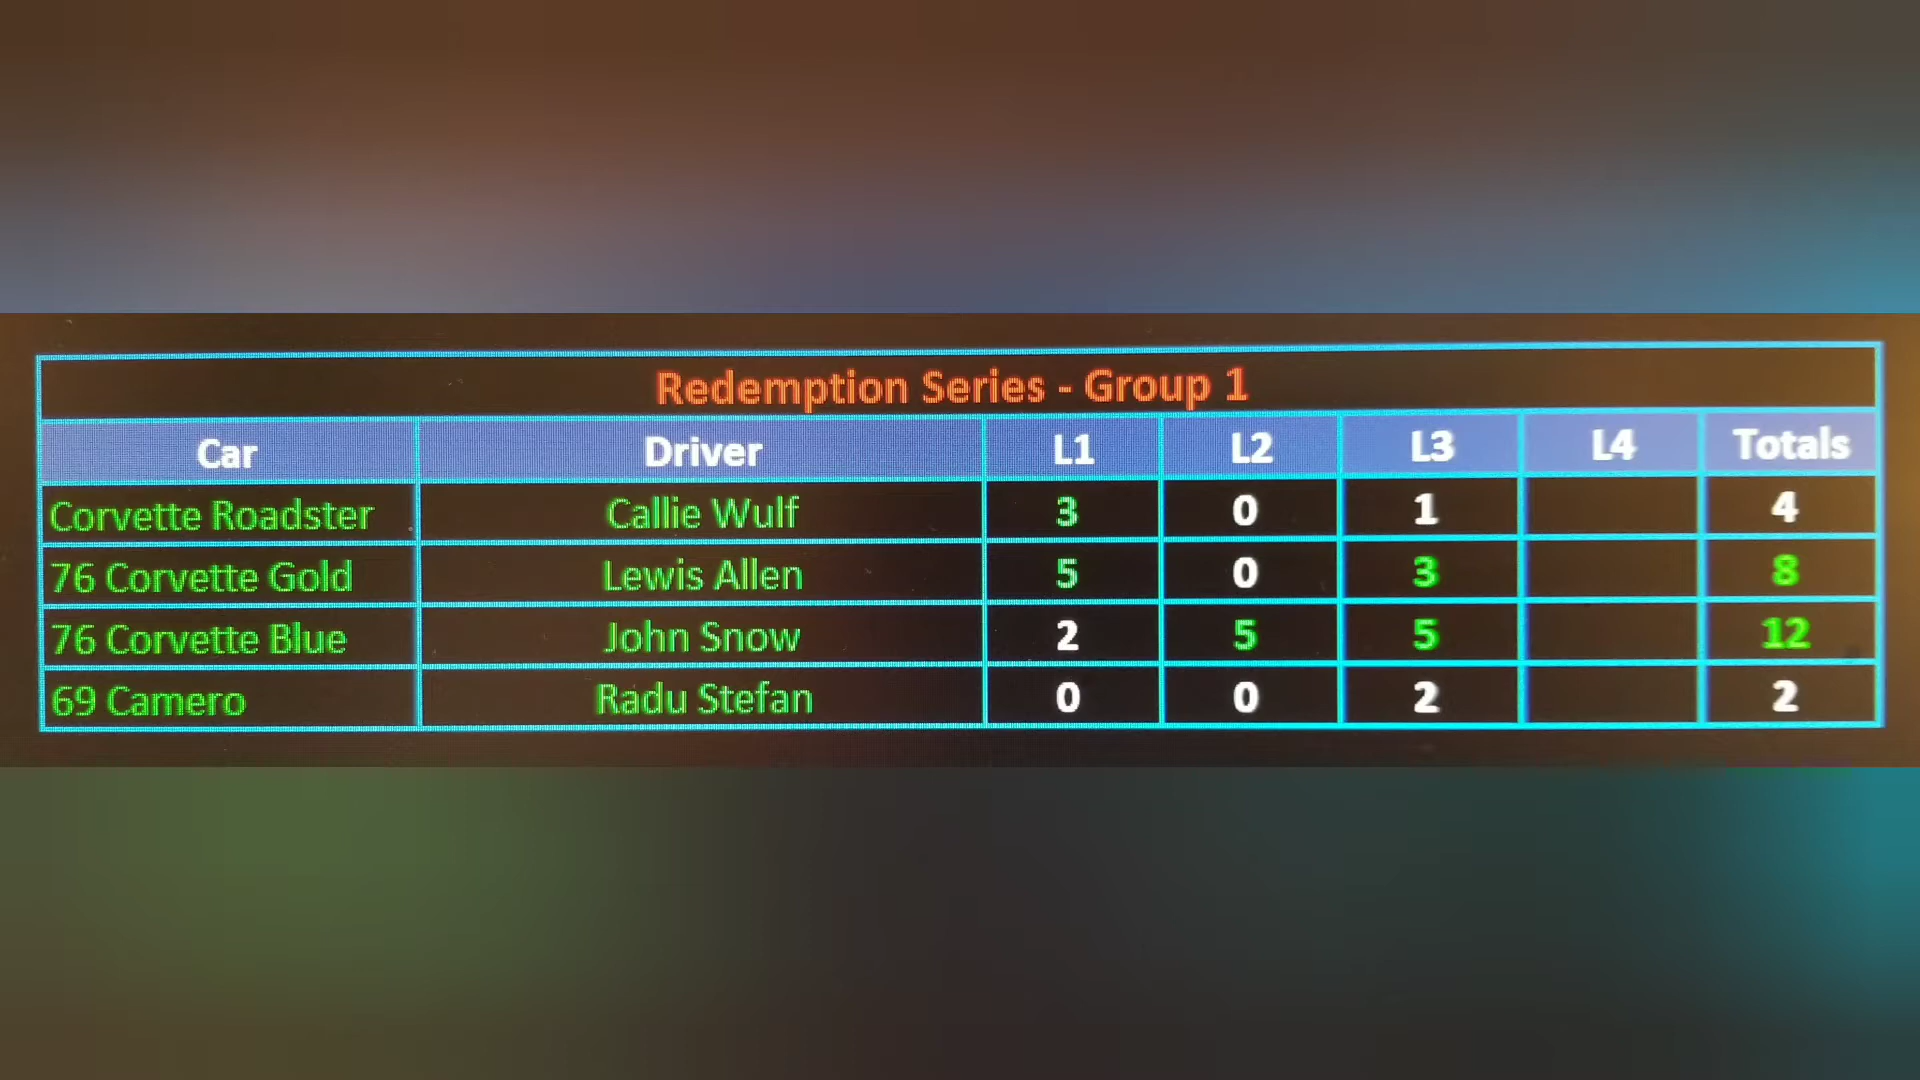 Redemption Series - Group 1
Car Driver L1 L2 L3 L4 Totals
Corvette Roadster Callie Wulf 3 0 1 4
76 Corvette Gold Lewis Allen 5 0 3 8
76 Corvette Blue John Snow 2 5 5 12
69 Camero Radu Stefan 0 0 2 2